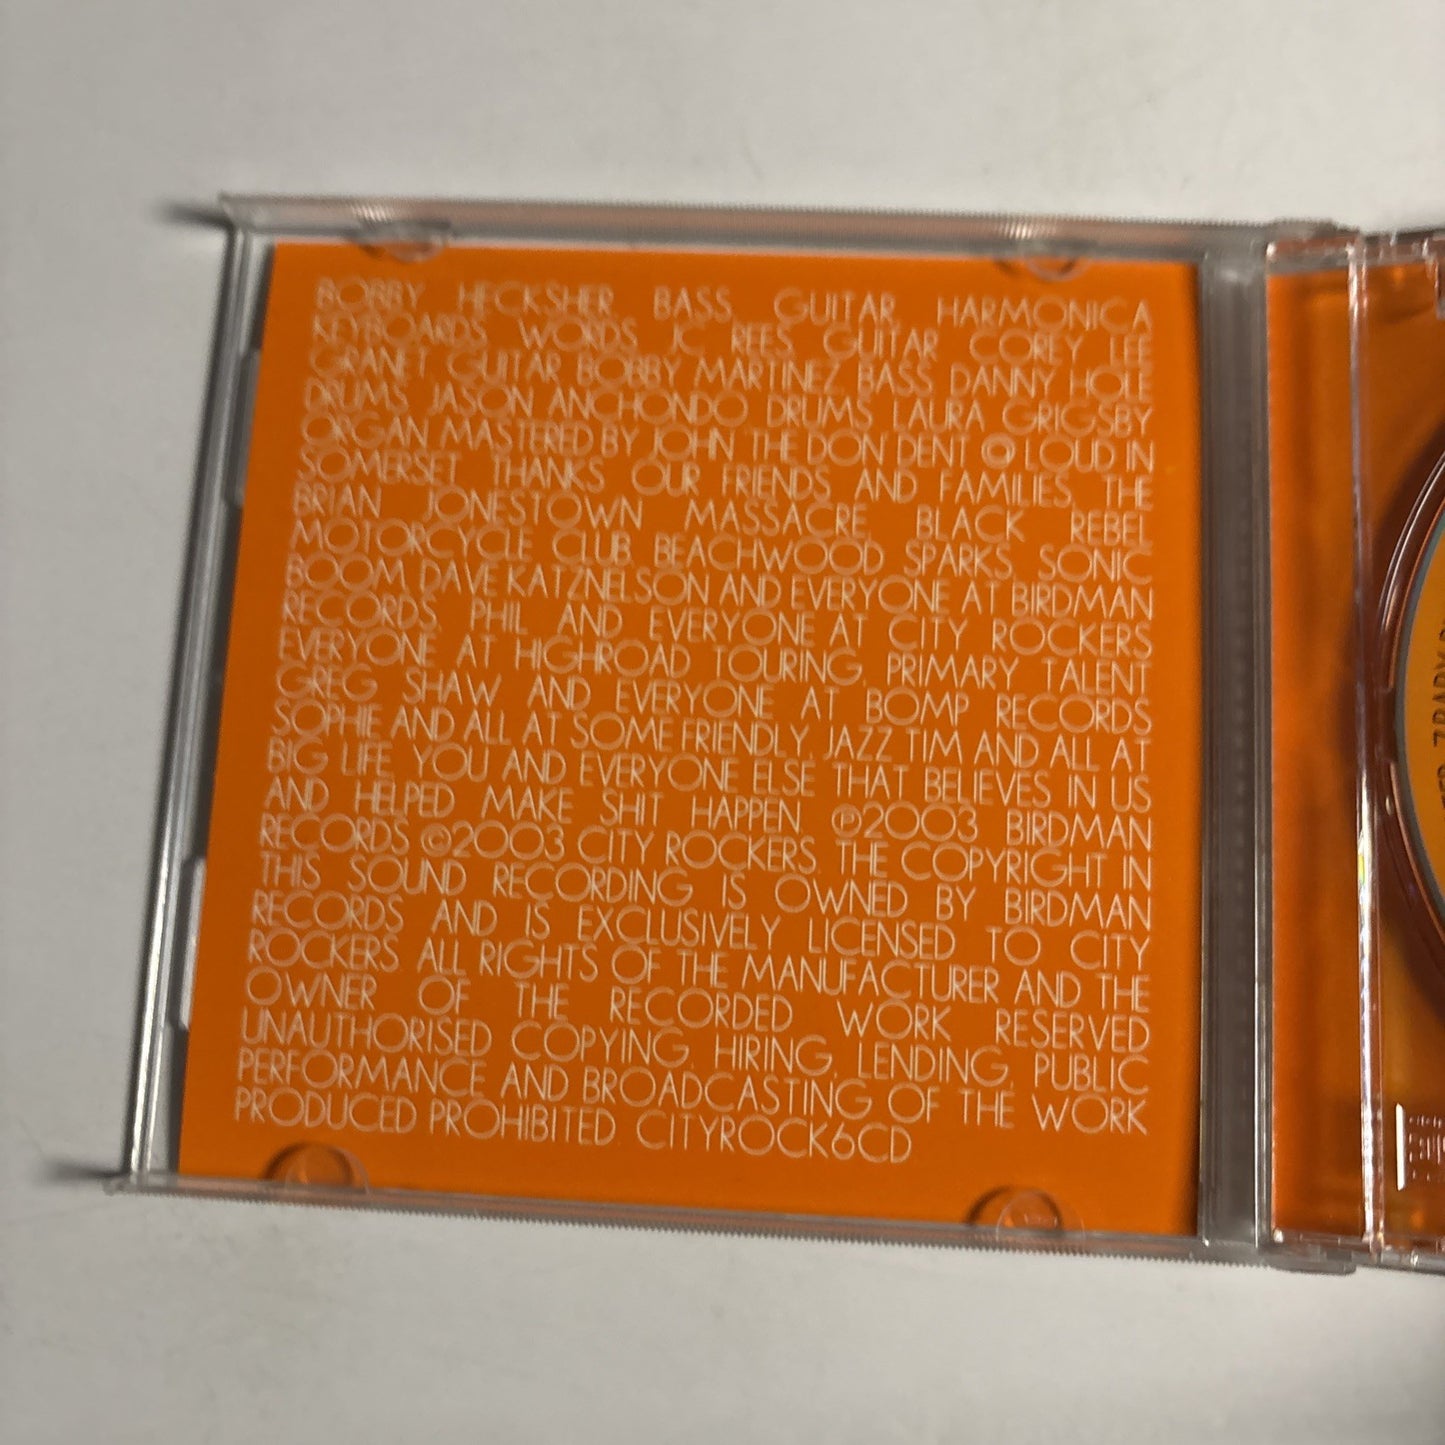 BOBBY HECKSHER BASS GUITAR, HARMONICA
KEYBOARDS, WORDS, JC REES GUITAR COREY LEE
GRANET GUITAR BOBBY MARTINEZ BASS DANNY HOLE
DRUMS, JASON ANCHONDO DRUMS, LAURA GRIGSBY
ORGAN MASTERED BY JOHN 'THE DON' DENT @ LOUD IN
SOMERSET THANKS OUR FRIENDS AND FAMILIES, THE
BRIAN JONESTOWN MASSACRE, BLACK REBEL
MOTORCYCLE CLUB, BEACHWOOD SPARKS, SONIC
BOOM, DAVE KATZNELSON AND EVERYONE AT BIRDMAN
RECORDS, PHIL AND EVERYONE AT CITY ROCKERS
EVERYONE AT HIGHROAD TOURING, PRIMARY TALENT
GREG SHAW AND EVERYONE AT BOMP RECORDS
SOPHIE AND ALL AT SOME FRIENDLY, JAZZ TIM AND ALL AT
BIG LIFE, YOU AND EVERYONE ELSE THAT BELIEVES IN US
AND HELPED MAKE SHIT HAPPEN. ℗2003 BIRDMAN
RECORDS ©2003 CITY ROCKERS. THE COPYRIGHT IN
THIS SOUND RECORDING IS OWNED BY BIRDMAN
RECORDS AND IS EXCLUSIVELY LICENSED TO CITY
ROCKERS. ALL RIGHTS OF THE MANUFACTURER AND THE
OWNER OF THE RECORDED WORK RESERVED
UNAUTHORISED COPYING, HIRING, LENDING, PUBLIC
PERFORMANCE AND BROADCASTING OF THE WORK
PRODUCED PROHIBITED. CITYROCK6CD